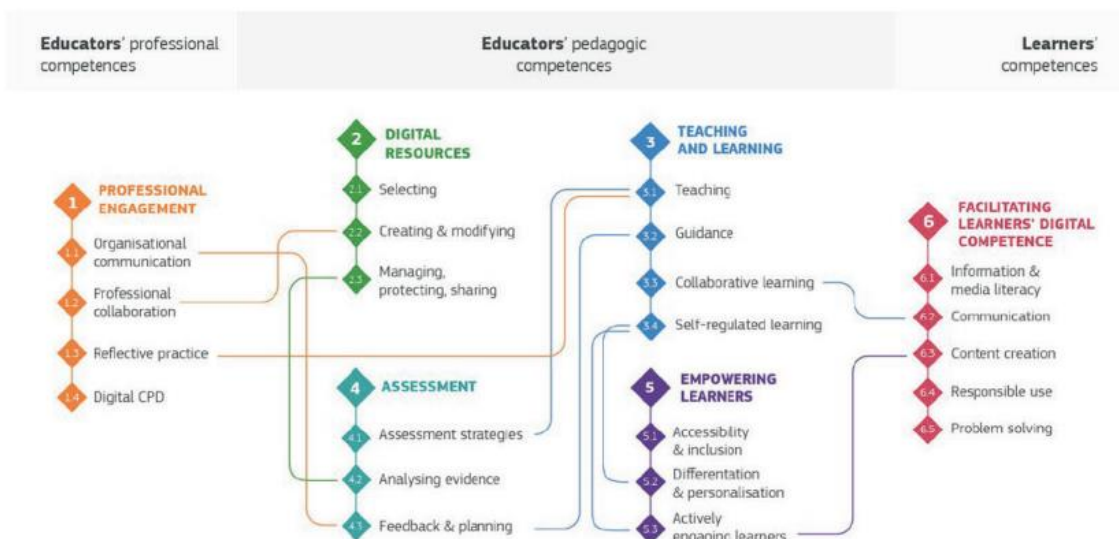 Educators' professional
competences
Educators' pedagogic
competences
Learners'
competences
1 PROFESSIONAL
ENGAGEMENT
1.1 Organisational
communication
1.2 Professional
collaboration
1.3 Reflective practice
1.4 Digital CPD
2 DIGITAL
RESOURCES
2.1 Selecting
2.2 Creating & modifying
2.3 Managing,
protecting, sharing
4 ASSESSMENT
4.1 Assessment strategies
4.2 Analysing evidence
4.3 Feedback & planning
3 TEACHING
AND LEARNING
3.1 Teaching
3.2 Guidance
3.3 Collaborative learning
3.4 Self-regulated learning
5 EMPOWERING
LEARNERS
5.1 Accessibility
& inclusion
5.2 Differentation
& personalisation
5.3 Actively
engaging learners
6 FACILITATING
LEARNERS' DIGITAL
COMPETENCE
6.1 Information &
media literacy
6.2 Communication
6.3 Content creation
6.4 Responsible use
6.5 Problem solving